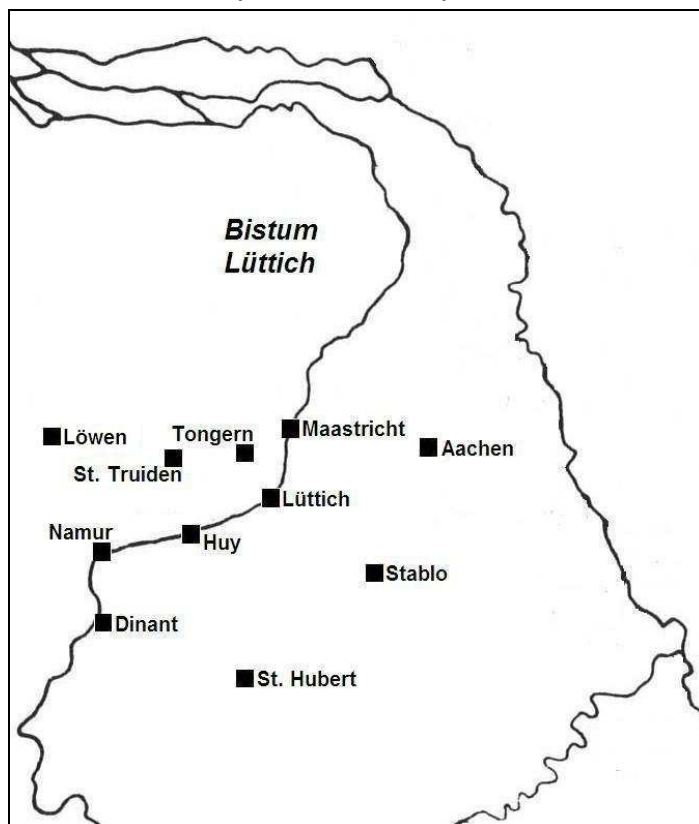 Bistum
Lüttich
Löwen
Tongern
Maastricht
Aachen
St. Truiden
Lüttich
Namur
Huy
Stablo
Dinant
St. Hubert